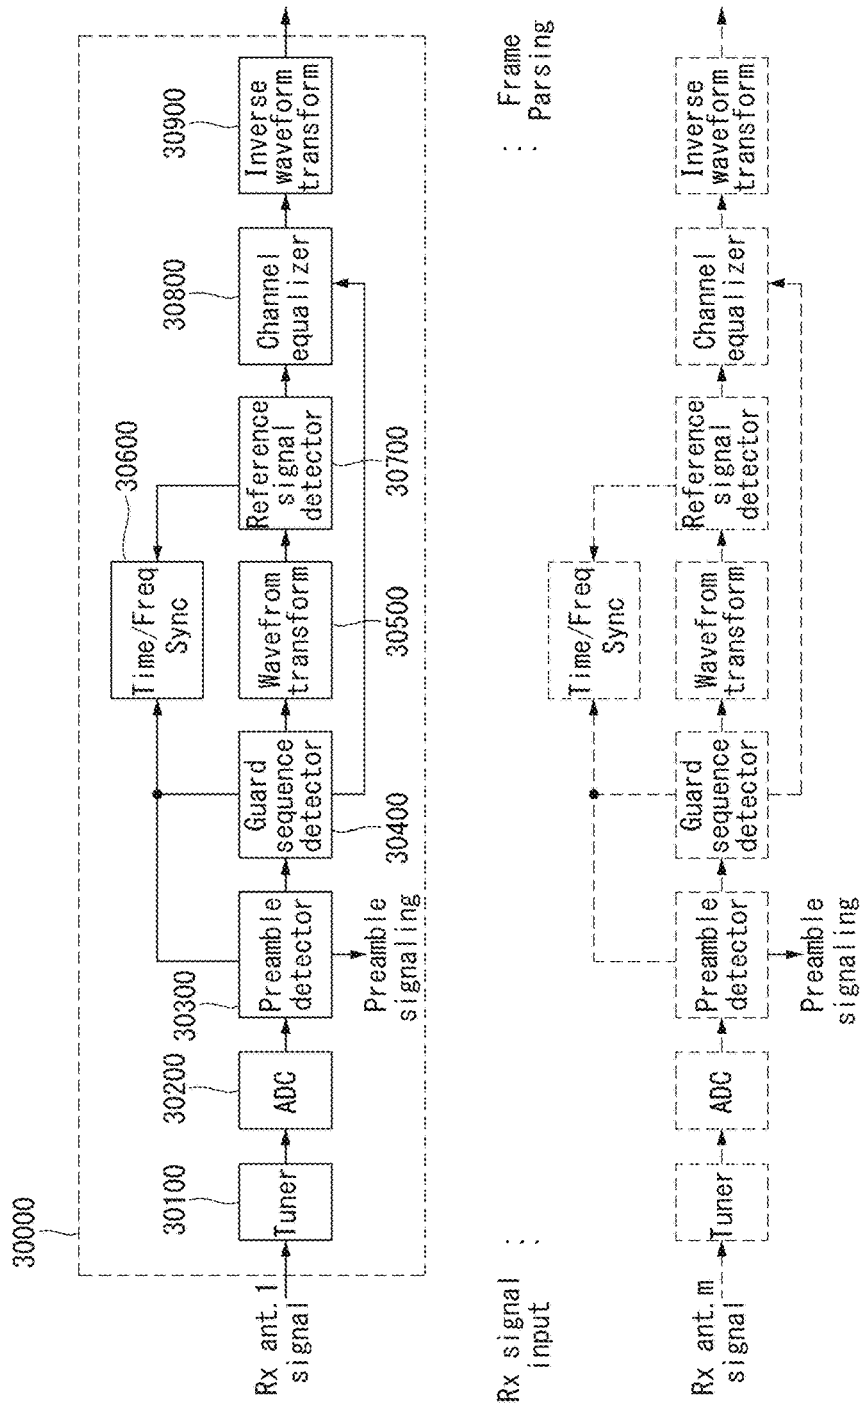 30000
Rx ant.1
signal
30100
Tuner
30200
ADC
30300
Preamble
detector
Preamble
signaling
Guard
sequence
detector
30400
Time/Freq
Sync
30600
Wavefrom
transform
30500
Reference
signal
detector
30700
30800
Channel
equalizer
30900
Inverse
waveform
transform
Rx signal
input
...
...
Frame
Parsing
Rx ant.m
signal
Tuner
ADC
Preamble
detector
Preamble
signaling
Guard
sequence
detector
Time/Freq
Sync
Wavefrom
transform
Reference
signal
detector
Channel
equalizer
Inverse
waveform
transform